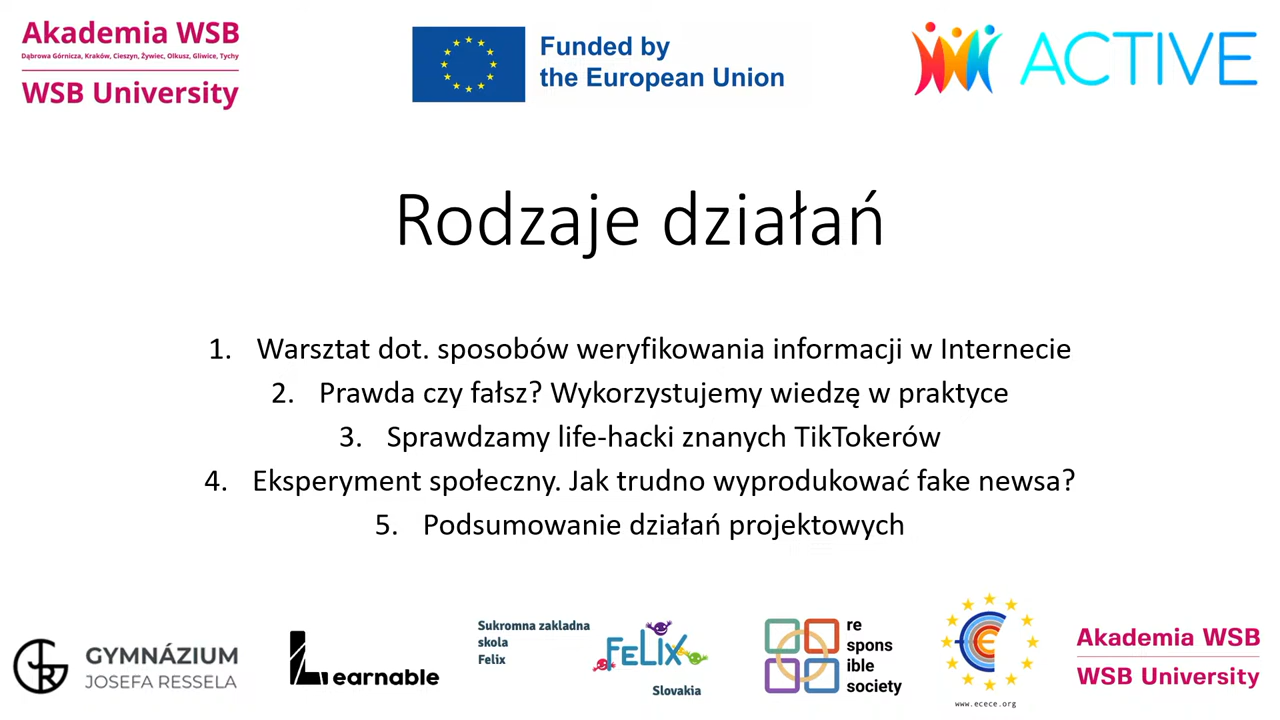 Akademia WSB
Dąbrowa Górnicza, Kraków, Cieszyn, Żywiec, Olkusz, Gliwice, Tychy
WSB University
Funded by
the European Union
ACTIVE
Rodzaje działań
1. Warsztat dot. sposobów weryfikowania informacji w Internecie
2. Prawda czy fałsz? Wykorzystujemy wiedzę w praktyce
3. Sprawdzamy life-hacki znanych TikTokerów
4. Eksperyment społeczny. Jak trudno wyprodukować fake newsa?
5. Podsumowanie działań projektowych
GYMNÁZIUM
JOSEFA RESSELA
Learnable
Sukromna zakladna
skola
Felix
FELIX
Slovakia
re
spons
ible
society
www.ecece.org
Akademia WSB
WSB University